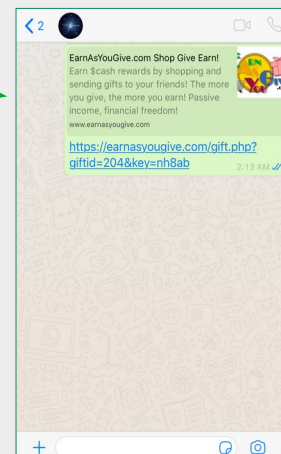 2
EarnAsYouGive.com Shop Give Earn!
Earn $cash rewards by shopping and
sending gifts to your friends! The more
you give, the more you earn! Passive
income, financial freedom!
www.earnasyougive.com
https://earnasyougive.com/gift.php?
giftid=204&key=nh8ab
2:13 AM